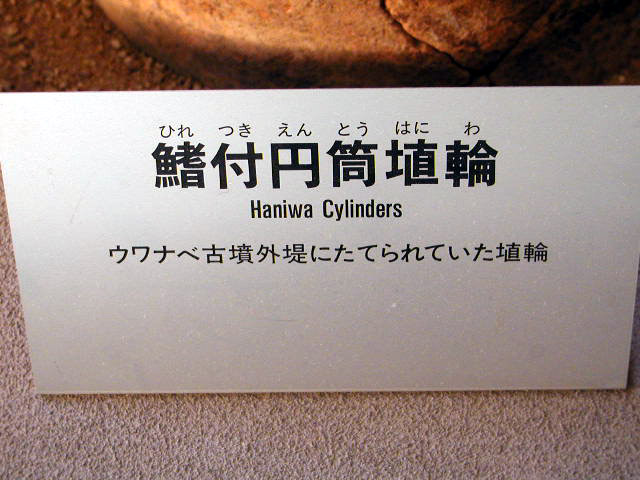 ひれ つき えん とう はに わ
鰭付円筒埴輪
Haniwa Cylinders
ウワナベ古墳外堤にたてられていた埴輪